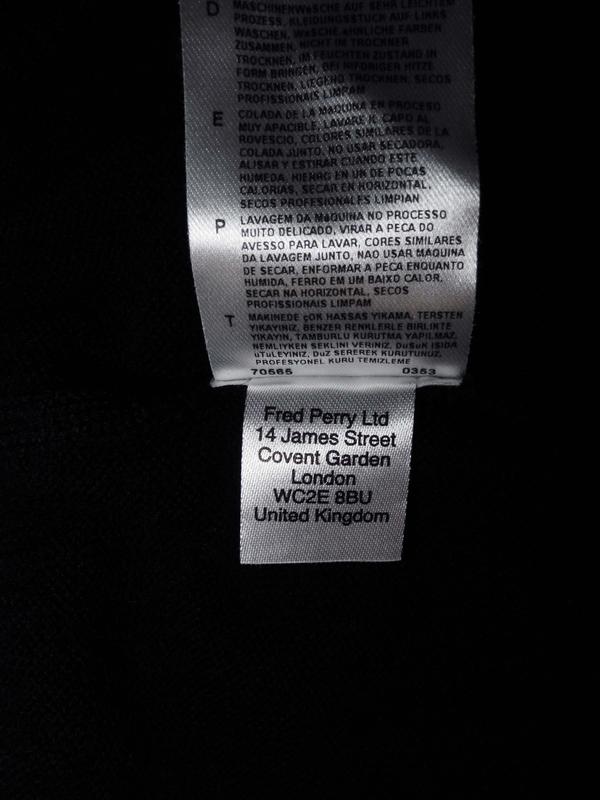 D MASCHINENWäSCHE AUF SEHR LEICHTEM
PROZESS, KLEIDUNGSSTüCK AUF LINKS
WASCHEN, WäSCHE äHNLICHE FARBEN
ZUSAMMEN, NICHT IM TROCKNER
TROCKNEN, IM FEUCHTEN ZUSTAND IN
FORM BRINGEN, BEI NIFDRIGER HITZE
TROCKNEN, LIEGEND TROCKNEN, SECOS
PROFISSIONAIS LIMPAM
E COLADA DE LA MAQUINA EN PROCESO
MUY APACIBLE, LAVARE IL CAPO AL
ROVESCIO, COLORES SIMILARES DE LA
COLADA JUNTO, NO USAR SECADORA,
ALISAR Y ESTIRAR CUANDO ESTE
HUMEDA, HIERRO EN UN DE POCAS
CALORIAS, SECAR EN HORIZONTAL,
SECOS PROFESIONALES LIMPIAN
P LAVAGEM DA MáQUINA NO PROCESSO
MUITO DELICADO, VIRAR A PECA DO
AVESSO PARA LAVAR, CORES SIMILARES
DA LAVAGEM JUNTO, NAO USAR MAQUINA
DE SECAR, ENFORMAR A PECA ENQUANTO
HUMIDA, FERRO EM UM BAIXO CALOR,
SECAR NA HORIZONTAL, SECOS
PROFISSIONAIS LIMPAM
T MAKINEDE çOK HASSAS YIKAMA, TERSTEN
YIKAYINIZ, BENZER RENKLERLE BIRLIKTE
YIKAYIN, TAMBURLU KURUTMA YAPILMAZ,
NEMLIYKEN SEKLINI VERINIZ, DüSüK ISIDA
üTüLEYINIZ, DüZ SEREREK KURUTUNUZ,
PROFESYONEL KURU TEMIZLEME
70565 0353
Fred Perry Ltd
14 James Street
Covent Garden
London
WC2E 8BU
United Kingdom